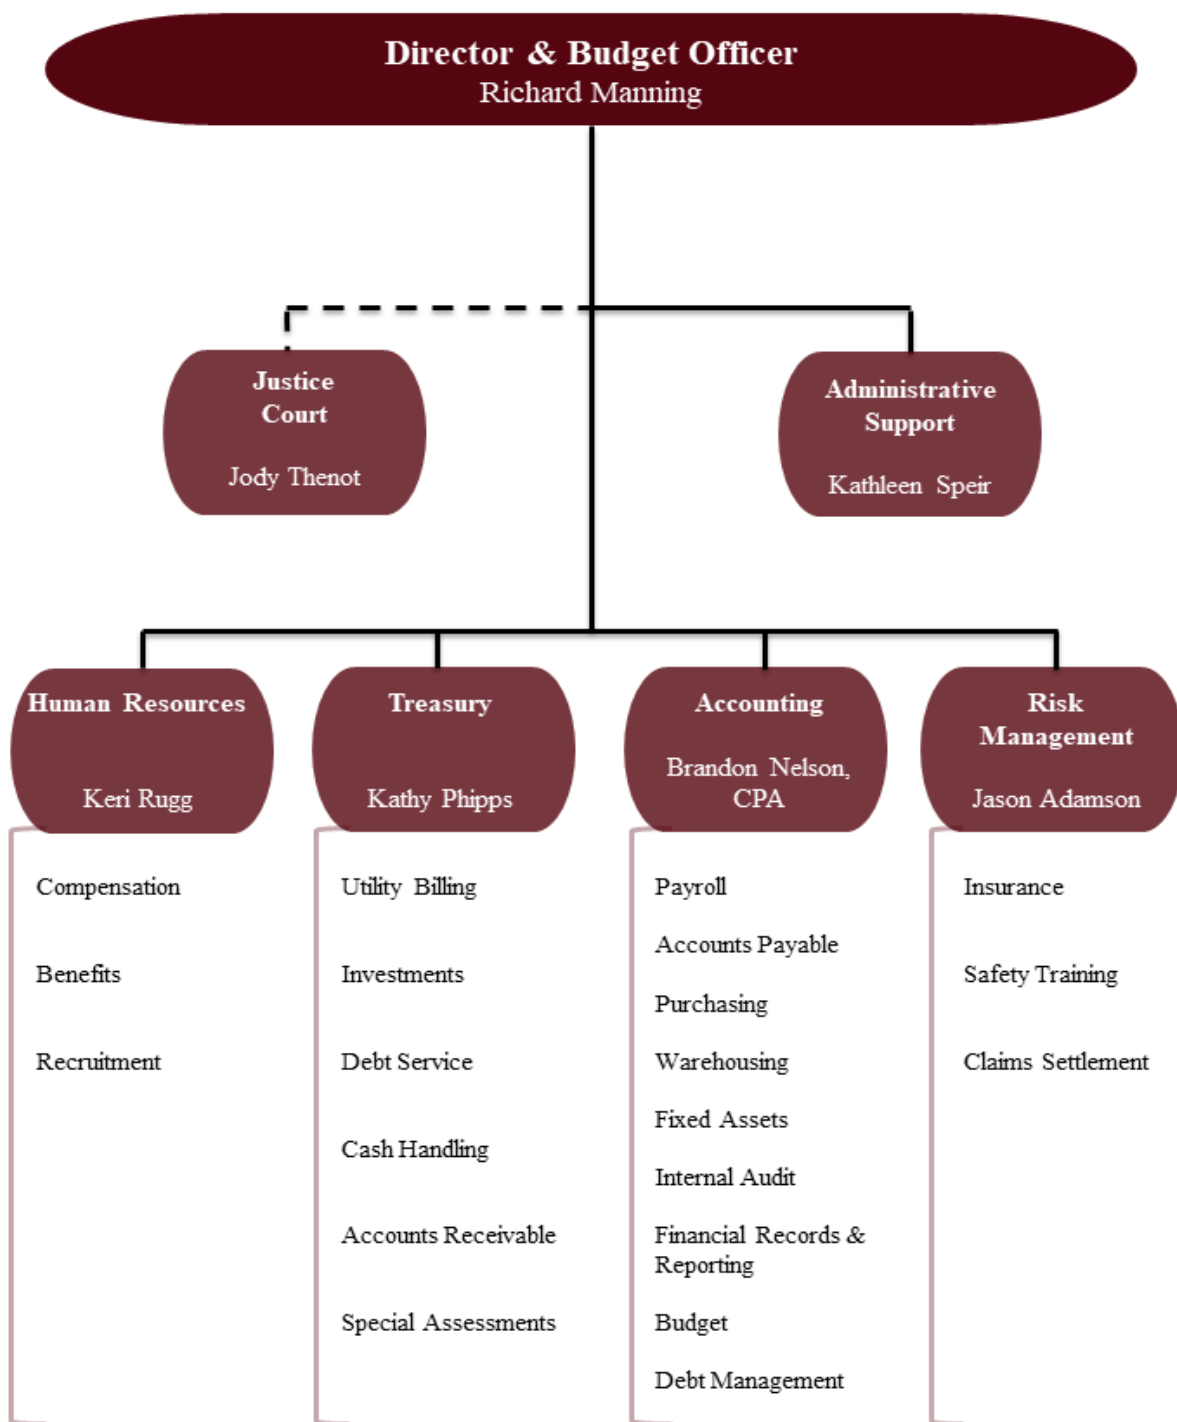 Director & Budget Officer
Richard Manning
Justice
Court
Jody Thenot
Administrative
Support
Kathleen Speir
Human Resources
Keri Rugg
Compensation
Benefits
Recruitment
Treasury
Kathy Phipps
Utility Billing
Investments
Debt Service
Cash Handling
Accounts Receivable
Special Assessments
Accounting
Brandon Nelson,
CPA
Payroll
Accounts Payable
Purchasing
Warehousing
Fixed Assets
Internal Audit
Financial Records &
Reporting
Budget
Debt Management
Risk
Management
Jason Adamson
Insurance
Safety Training
Claims Settlement